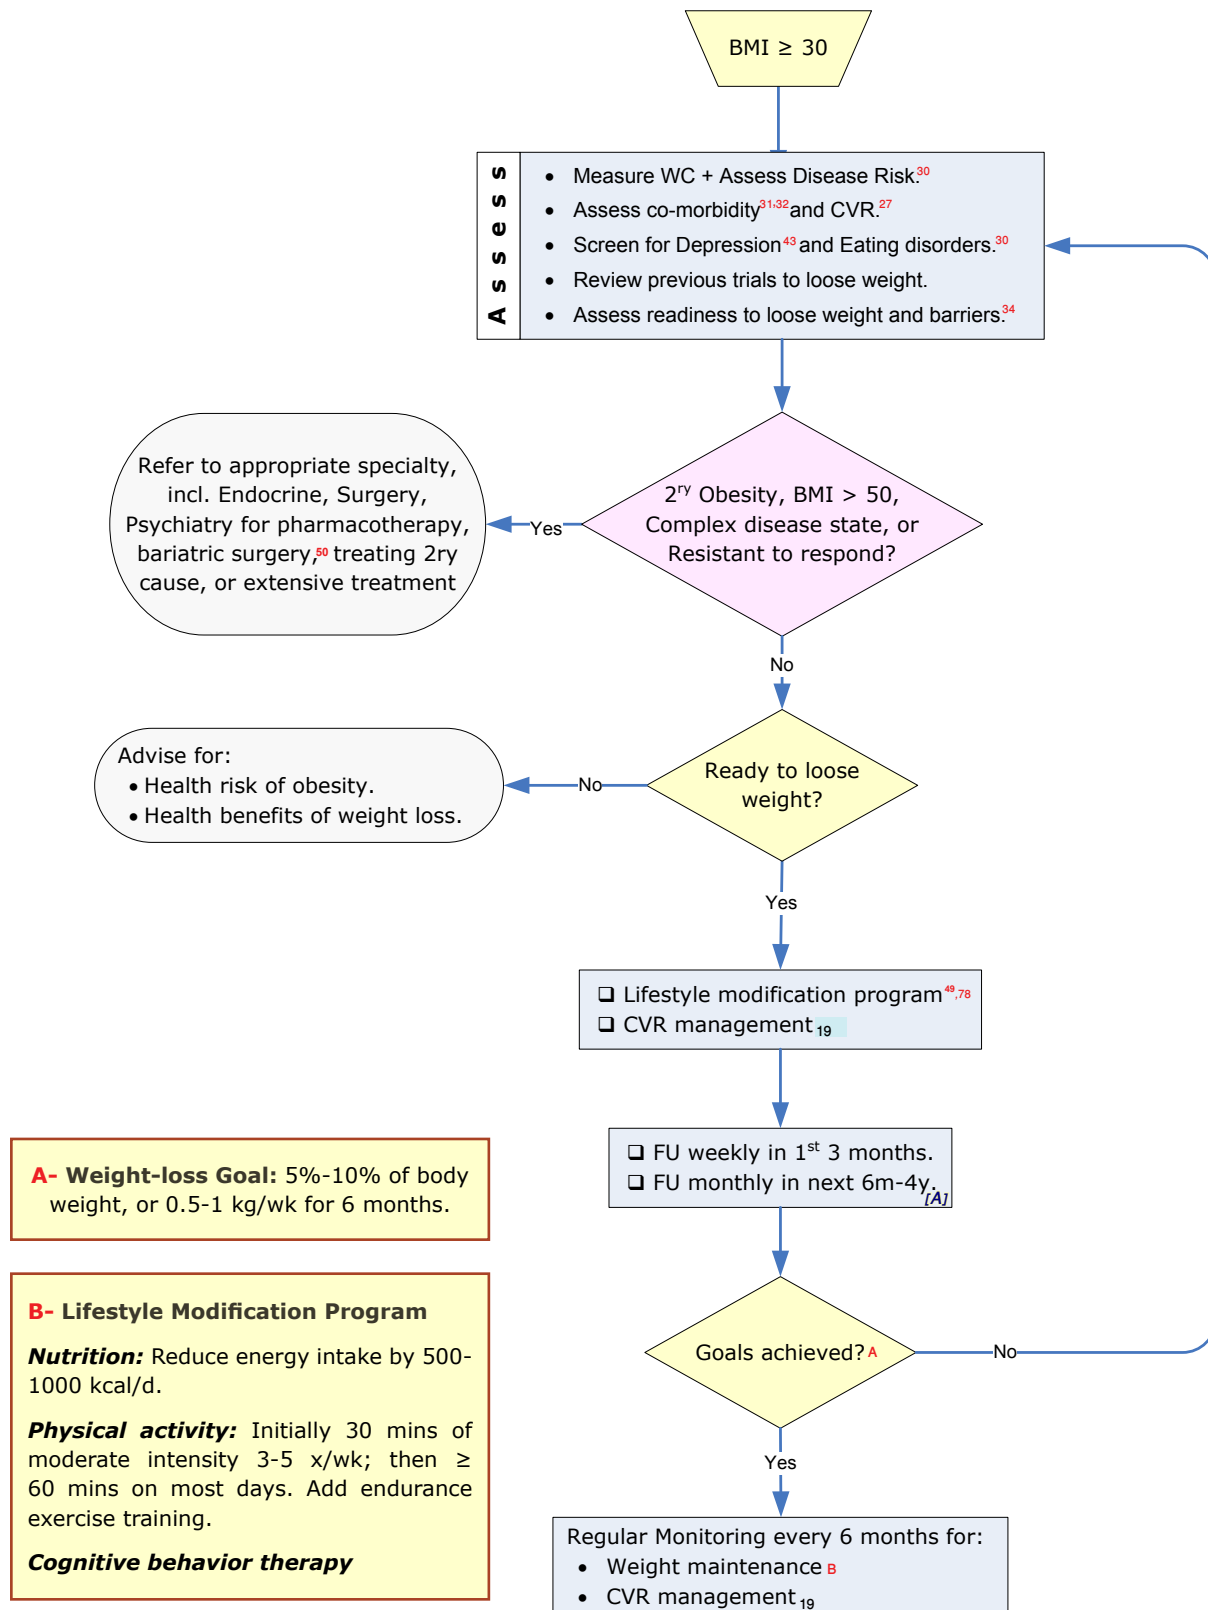 BMI ≥ 30
Assess
• Measure WC + Assess Disease Risk.30
• Assess co-morbidity31,32 and CVR.27
• Screen for Depression43 and Eating disorders.30
• Review previous trials to loose weight.
• Assess readiness to loose weight and barriers.34
2ry Obesity, BMI > 50,
Complex disease state, or
Resistant to respond?
Yes
Refer to appropriate specialty,
incl. Endocrine, Surgery,
Psychiatry for pharmacotherapy,
bariatric surgery,50 treating 2ry
cause, or extensive treatment
No
Ready to loose
weight?
No
Advise for:
• Health risk of obesity.
• Health benefits of weight loss.
Yes
❑ Lifestyle modification program49,78
❑ CVR management19
❑ FU weekly in 1st 3 months.
❑ FU monthly in next 6m-4y.
[A]
Goals achieved? A
No
Yes
Regular Monitoring every 6 months for:
• Weight maintenance B
• CVR management19
A- Weight-loss Goal: 5%-10% of body
weight, or 0.5-1 kg/wk for 6 months.
B- Lifestyle Modification Program
Nutrition: Reduce energy intake by 500-
1000 kcal/d.
Physical activity: Initially 30 mins of
moderate intensity 3-5 x/wk; then ≥
60 mins on most days. Add endurance
exercise training.
Cognitive behavior therapy